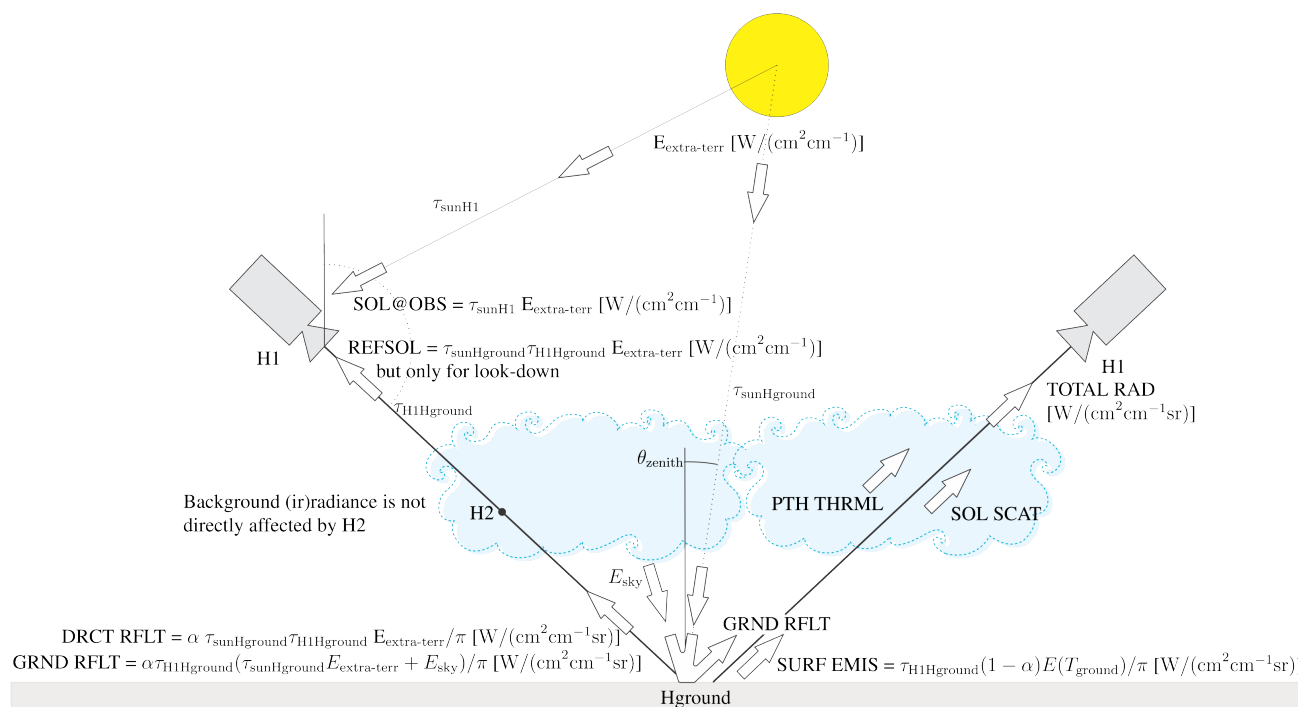 E_extra-terr [W/(cm²cm⁻¹)]
τ_sunH1
SOL@OBS = τ_sunH1 E_extra-terr [W/(cm²cm⁻¹)]
H1
REFSOL = τ_sunHground τ_H1Hground E_extra-terr [W/(cm²cm⁻¹)]
but only for look-down
H1
TOTAL RAD
[W/(cm²cm⁻¹sr)]
τ_sunHground
τ_H1Hground
θ_zenith
Background (ir)radiance is not
directly affected by H2
H2
PTH THRML
SOL SCAT
E_sky
GRND RFLT
DRCT RFLT = α τ_sunHground τ_H1Hground E_extra-terr/π [W/(cm²cm⁻¹sr)]
GRND RFLT = ατ_H1Hground(τ_sunHground E_extra-terr + E_sky)/π [W/(cm²cm⁻¹sr)]
SURF EMIS = τ_H1Hground(1 − α)E(T_ground)/π [W/(cm²cm⁻¹sr)]
Hground